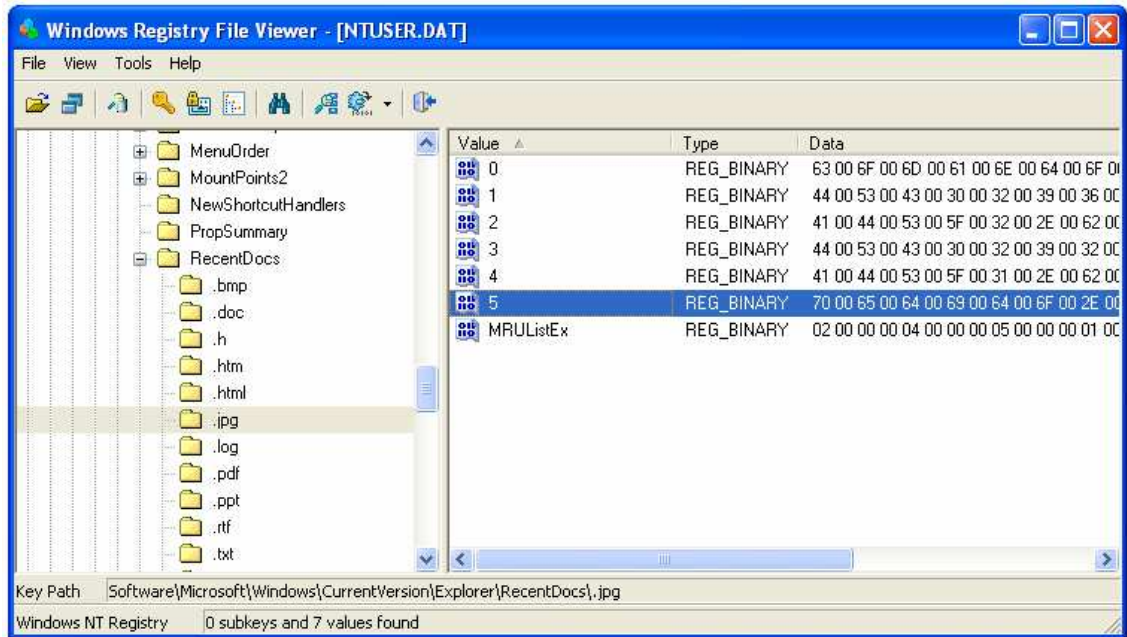 Windows Registry File Viewer - [NTUSER.DAT]
File View Tools Help
MenuOrder
MountPoints2
NewShortcutHandlers
PropSummary
RecentDocs
.bmp
.doc
.h
.htm
.html
.jpg
.log
.pdf
.ppt
.rtf
.txt
Value Type Data
0 REG_BINARY 63 00 6F 00 6D 00 61 00 6E 00 64 00 6F
1 REG_BINARY 44 00 53 00 43 00 30 00 32 00 39 00 36
2 REG_BINARY 41 00 44 00 53 00 5F 00 32 00 2E 00 62
3 REG_BINARY 44 00 53 00 43 00 30 00 32 00 39 00 32
4 REG_BINARY 41 00 44 00 53 00 5F 00 31 00 2E 00 62
5 REG_BINARY 70 00 65 00 64 00 69 00 64 00 6F 00 2E
MRUListEx REG_BINARY 02 00 00 00 04 00 00 00 05 00 00 00 01
Key Path Software\Microsoft\Windows\CurrentVersion\Explorer\RecentDocs\.jpg
Windows NT Registry 0 subkeys and 7 values found